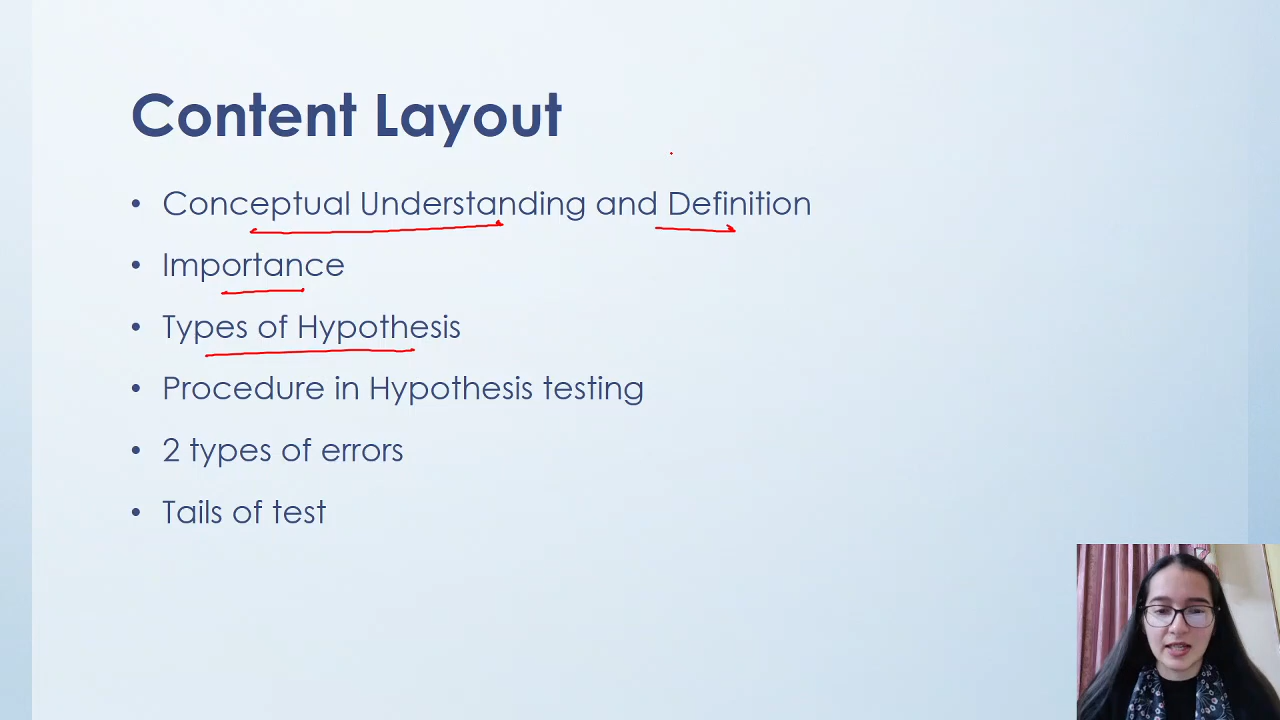 Content Layout
• Conceptual Understanding and Definition
• Importance
• Types of Hypothesis
• Procedure in Hypothesis testing
• 2 types of errors
• Tails of test